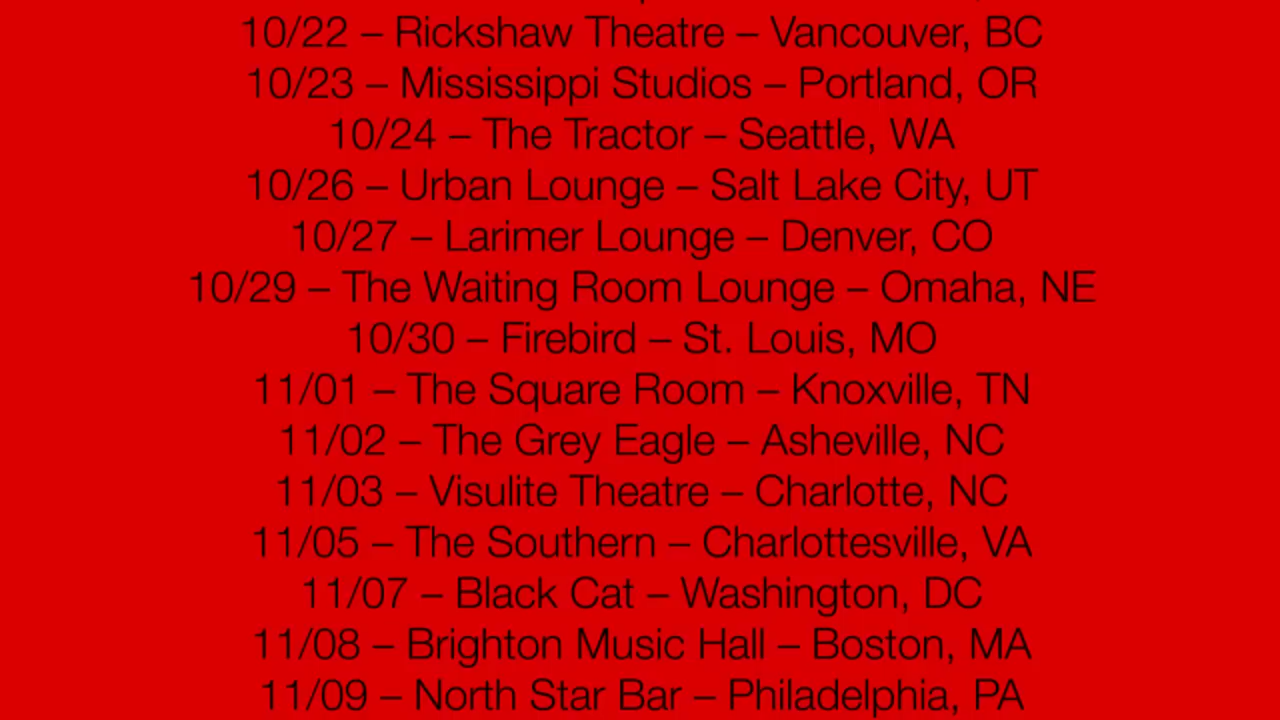 10/22 – Rickshaw Theatre – Vancouver, BC
10/23 – Mississippi Studios – Portland, OR
10/24 – The Tractor – Seattle, WA
10/26 – Urban Lounge – Salt Lake City, UT
10/27 – Larimer Lounge – Denver, CO
10/29 – The Waiting Room Lounge – Omaha, NE
10/30 – Firebird – St. Louis, MO
11/01 – The Square Room – Knoxville, TN
11/02 – The Grey Eagle – Asheville, NC
11/03 – Visulite Theatre – Charlotte, NC
11/05 – The Southern – Charlottesville, VA
11/07 – Black Cat – Washington, DC
11/08 – Brighton Music Hall – Boston, MA
11/09 – North Star Bar – Philadelphia, PA